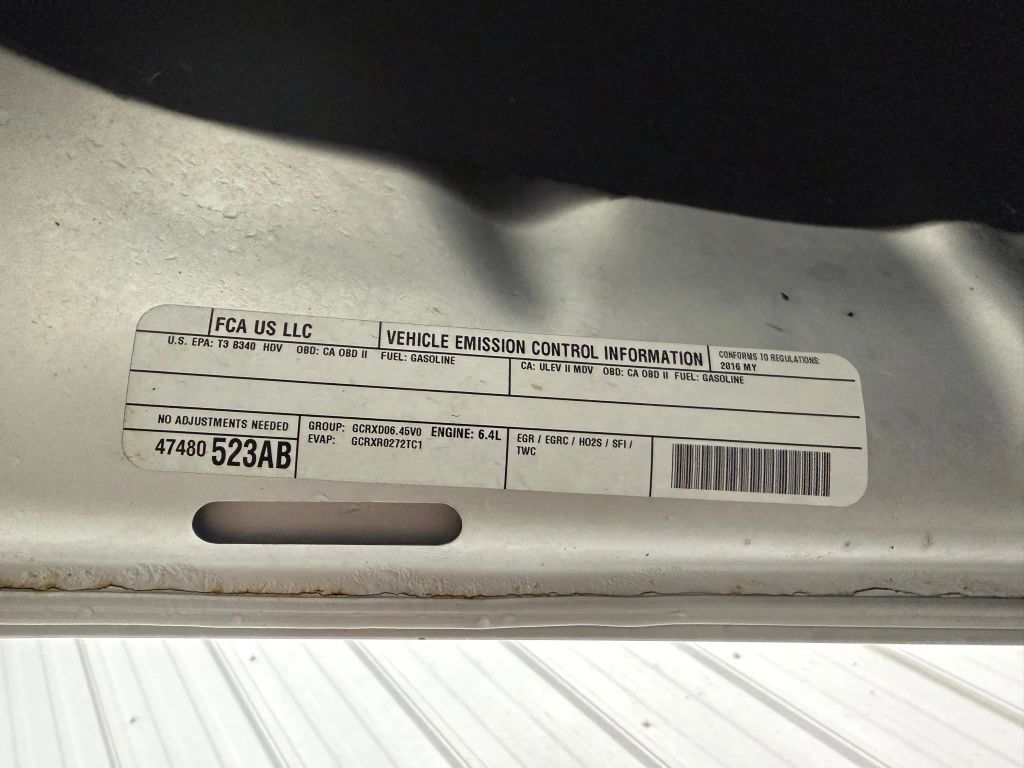 FCA US LLC
VEHICLE EMISSION CONTROL INFORMATION
CONFORMS TO REGULATIONS:
2016 MY
U.S. EPA: T3 B340 HDV OBD: CA OBD II FUEL: GASOLINE
CA: ULEV II MDV OBD: CA OBD II FUEL: GASOLINE
NO ADJUSTMENTS NEEDED
47480 523AB
GROUP: GCRXD06.45V0 ENGINE: 6.4L
EVAP: GCRXR0272TC1
EGR / EGRC / HO2S / SFI /
TWC